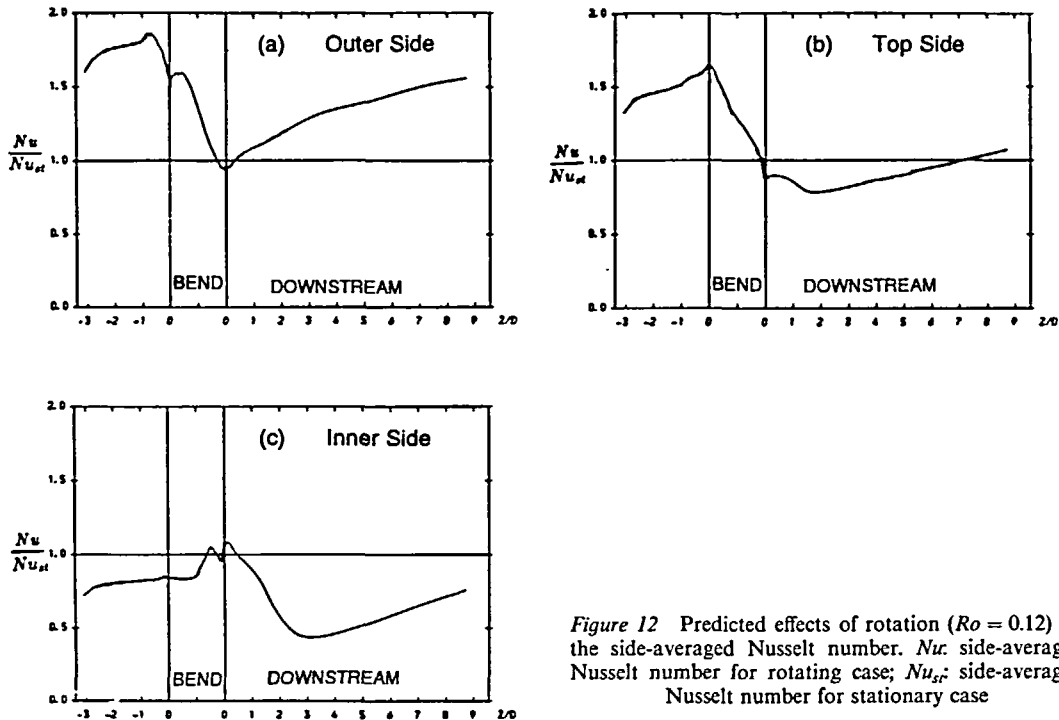 2.0
(a) Outer Side
1.5
Nu
Nu_st
1.0
0.5
BEND
DOWNSTREAM
0.0
-3 -2 -1 0 0 1 2 3 4 5 6 7 8 9 Z/D
2.0
(b) Top Side
1.5
Nu
Nu_st
1.0
0.5
BEND
DOWNSTREAM
0.0
-3 -2 -1 0 0 1 2 3 4 5 6 7 8 9 Z/D
2.0
(c) Inner Side
1.5
Nu
Nu_st
1.0
0.5
BEND
DOWNSTREAM
0.0
-3 -2 -1 0 0 1 2 3 4 5 6 7 8 9 Z/D
Figure 12 Predicted effects of rotation (Ro = 0.12)
the side-averaged Nusselt number. Nu: side-averag
Nusselt number for rotating case; Nu_st: side-averag
Nusselt number for stationary case